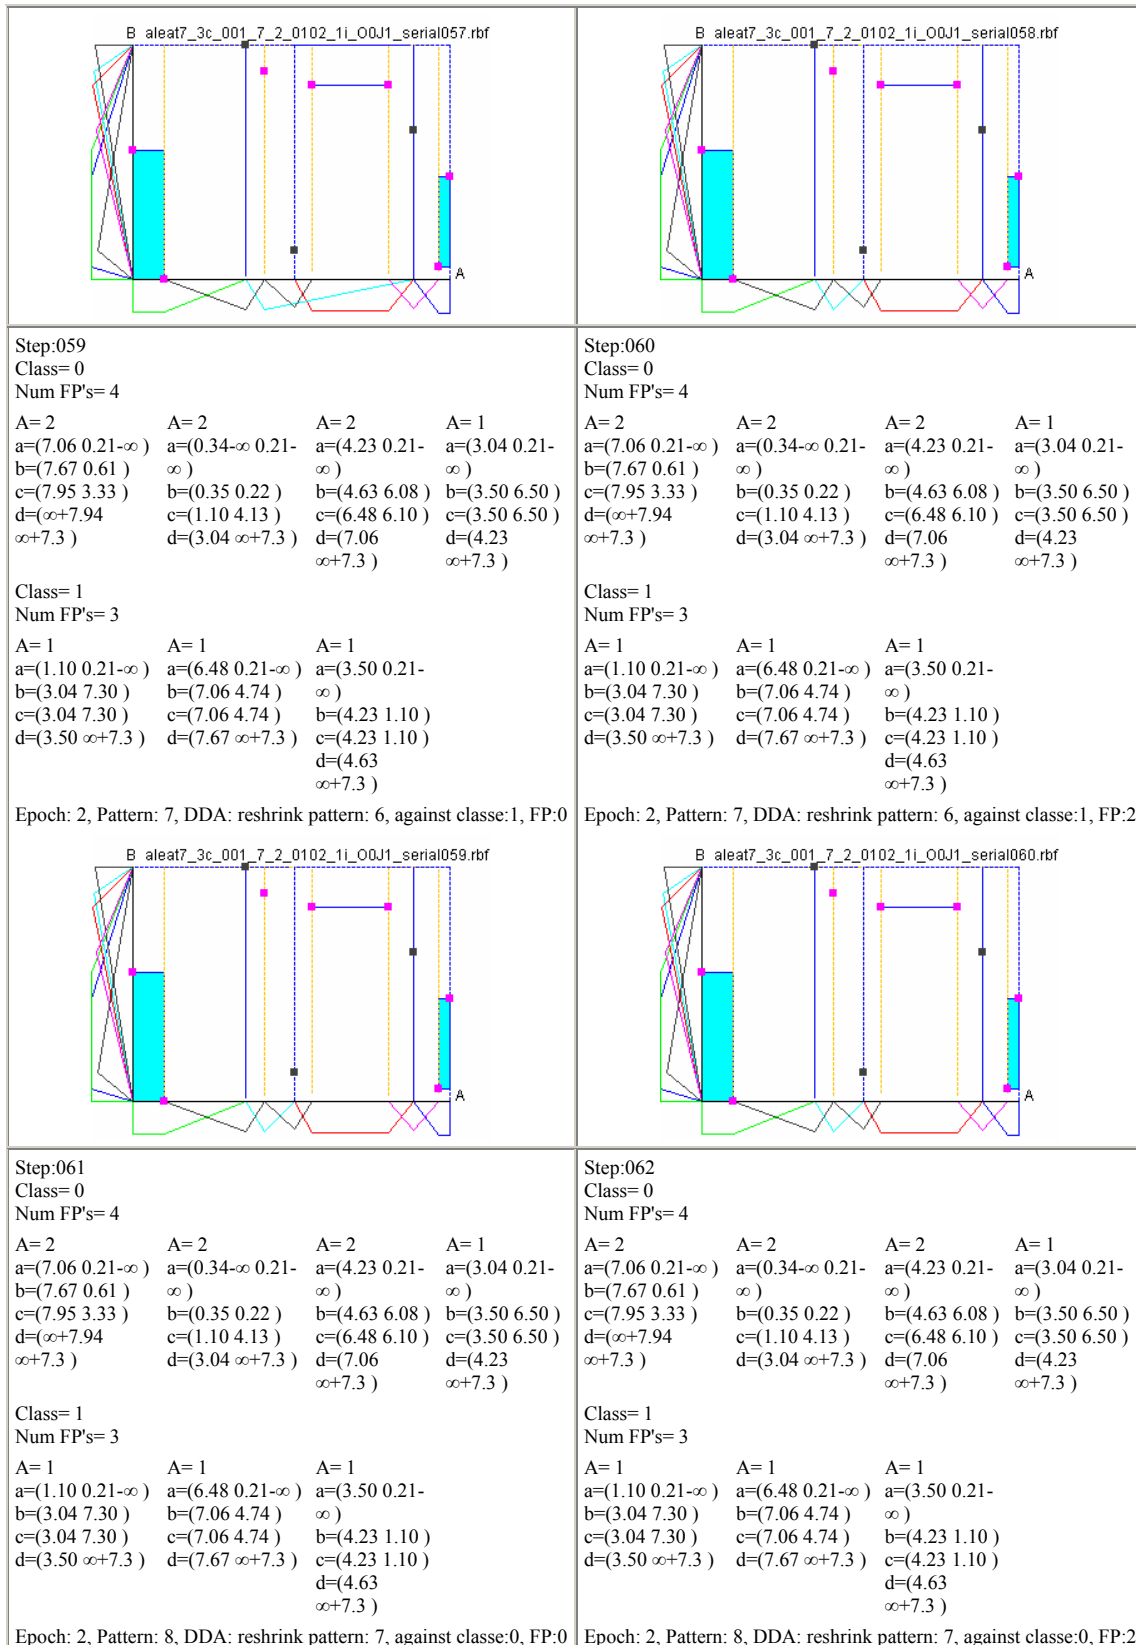 B aleat7_3c_001_7_2_0102_1i_O0J1_serial057.rbf
A
B aleat7_3c_001_7_2_0102_1i_O0J1_serial058.rbf
A
Step:059
Class= 0
Num FP's= 4
A= 2 A= 2 A= 2 A= 1
a=(7.06 0.21-∞ ) a=(0.34-∞ 0.21- a=(4.23 0.21- a=(3.04 0.21-
b=(7.67 0.61 ) ∞ ) ∞ ) ∞ )
c=(7.95 3.33 ) b=(0.35 0.22 ) b=(4.63 6.08 ) b=(3.50 6.50 )
d=(∞+7.94 c=(1.10 4.13 ) c=(6.48 6.10 ) c=(3.50 6.50 )
∞+7.3 ) d=(3.04 ∞+7.3 ) d=(7.06 d=(4.23
∞+7.3 ) ∞+7.3 )
Class= 1
Num FP's= 3
A= 1 A= 1 A= 1
a=(1.10 0.21-∞ ) a=(6.48 0.21-∞ ) a=(3.50 0.21-
b=(3.04 7.30 ) b=(7.06 4.74 ) ∞ )
c=(3.04 7.30 ) c=(7.06 4.74 ) b=(4.23 1.10 )
d=(3.50 ∞+7.3 ) d=(7.67 ∞+7.3 ) c=(4.23 1.10 )
d=(4.63
∞+7.3 )
Epoch: 2, Pattern: 7, DDA: reshrink pattern: 6, against classe:1, FP:0
B aleat7_3c_001_7_2_0102_1i_O0J1_serial059.rbf
A
Step:060
Class= 0
Num FP's= 4
A= 2 A= 2 A= 2 A= 1
a=(7.06 0.21-∞ ) a=(0.34-∞ 0.21- a=(4.23 0.21- a=(3.04 0.21-
b=(7.67 0.61 ) ∞ ) ∞ ) ∞ )
c=(7.95 3.33 ) b=(0.35 0.22 ) b=(4.63 6.08 ) b=(3.50 6.50 )
d=(∞+7.94 c=(1.10 4.13 ) c=(6.48 6.10 ) c=(3.50 6.50 )
∞+7.3 ) d=(3.04 ∞+7.3 ) d=(7.06 d=(4.23
∞+7.3 ) ∞+7.3 )
Class= 1
Num FP's= 3
A= 1 A= 1 A= 1
a=(1.10 0.21-∞ ) a=(6.48 0.21-∞ ) a=(3.50 0.21-
b=(3.04 7.30 ) b=(7.06 4.74 ) ∞ )
c=(3.04 7.30 ) c=(7.06 4.74 ) b=(4.23 1.10 )
d=(3.50 ∞+7.3 ) d=(7.67 ∞+7.3 ) c=(4.23 1.10 )
d=(4.63
∞+7.3 )
Epoch: 2, Pattern: 7, DDA: reshrink pattern: 6, against classe:1, FP:2
B aleat7_3c_001_7_2_0102_1i_O0J1_serial060.rbf
A
Step:061
Class= 0
Num FP's= 4
A= 2 A= 2 A= 2 A= 1
a=(7.06 0.21-∞ ) a=(0.34-∞ 0.21- a=(4.23 0.21- a=(3.04 0.21-
b=(7.67 0.61 ) ∞ ) ∞ ) ∞ )
c=(7.95 3.33 ) b=(0.35 0.22 ) b=(4.63 6.08 ) b=(3.50 6.50 )
d=(∞+7.94 c=(1.10 4.13 ) c=(6.48 6.10 ) c=(3.50 6.50 )
∞+7.3 ) d=(3.04 ∞+7.3 ) d=(7.06 d=(4.23
∞+7.3 ) ∞+7.3 )
Class= 1
Num FP's= 3
A= 1 A= 1 A= 1
a=(1.10 0.21-∞ ) a=(6.48 0.21-∞ ) a=(3.50 0.21-
b=(3.04 7.30 ) b=(7.06 4.74 ) ∞ )
c=(3.04 7.30 ) c=(7.06 4.74 ) b=(4.23 1.10 )
d=(3.50 ∞+7.3 ) d=(7.67 ∞+7.3 ) c=(4.23 1.10 )
d=(4.63
∞+7.3 )
Epoch: 2, Pattern: 8, DDA: reshrink pattern: 7, against classe:0, FP:0
Step:062
Class= 0
Num FP's= 4
A= 2 A= 2 A= 2 A= 1
a=(7.06 0.21-∞ ) a=(0.34-∞ 0.21- a=(4.23 0.21- a=(3.04 0.21-
b=(7.67 0.61 ) ∞ ) ∞ ) ∞ )
c=(7.95 3.33 ) b=(0.35 0.22 ) b=(4.63 6.08 ) b=(3.50 6.50 )
d=(∞+7.94 c=(1.10 4.13 ) c=(6.48 6.10 ) c=(3.50 6.50 )
∞+7.3 ) d=(3.04 ∞+7.3 ) d=(7.06 d=(4.23
∞+7.3 ) ∞+7.3 )
Class= 1
Num FP's= 3
A= 1 A= 1 A= 1
a=(1.10 0.21-∞ ) a=(6.48 0.21-∞ ) a=(3.50 0.21-
b=(3.04 7.30 ) b=(7.06 4.74 ) ∞ )
c=(3.04 7.30 ) c=(7.06 4.74 ) b=(4.23 1.10 )
d=(3.50 ∞+7.3 ) d=(7.67 ∞+7.3 ) c=(4.23 1.10 )
d=(4.63
∞+7.3 )
Epoch: 2, Pattern: 8, DDA: reshrink pattern: 7, against classe:0, FP:2